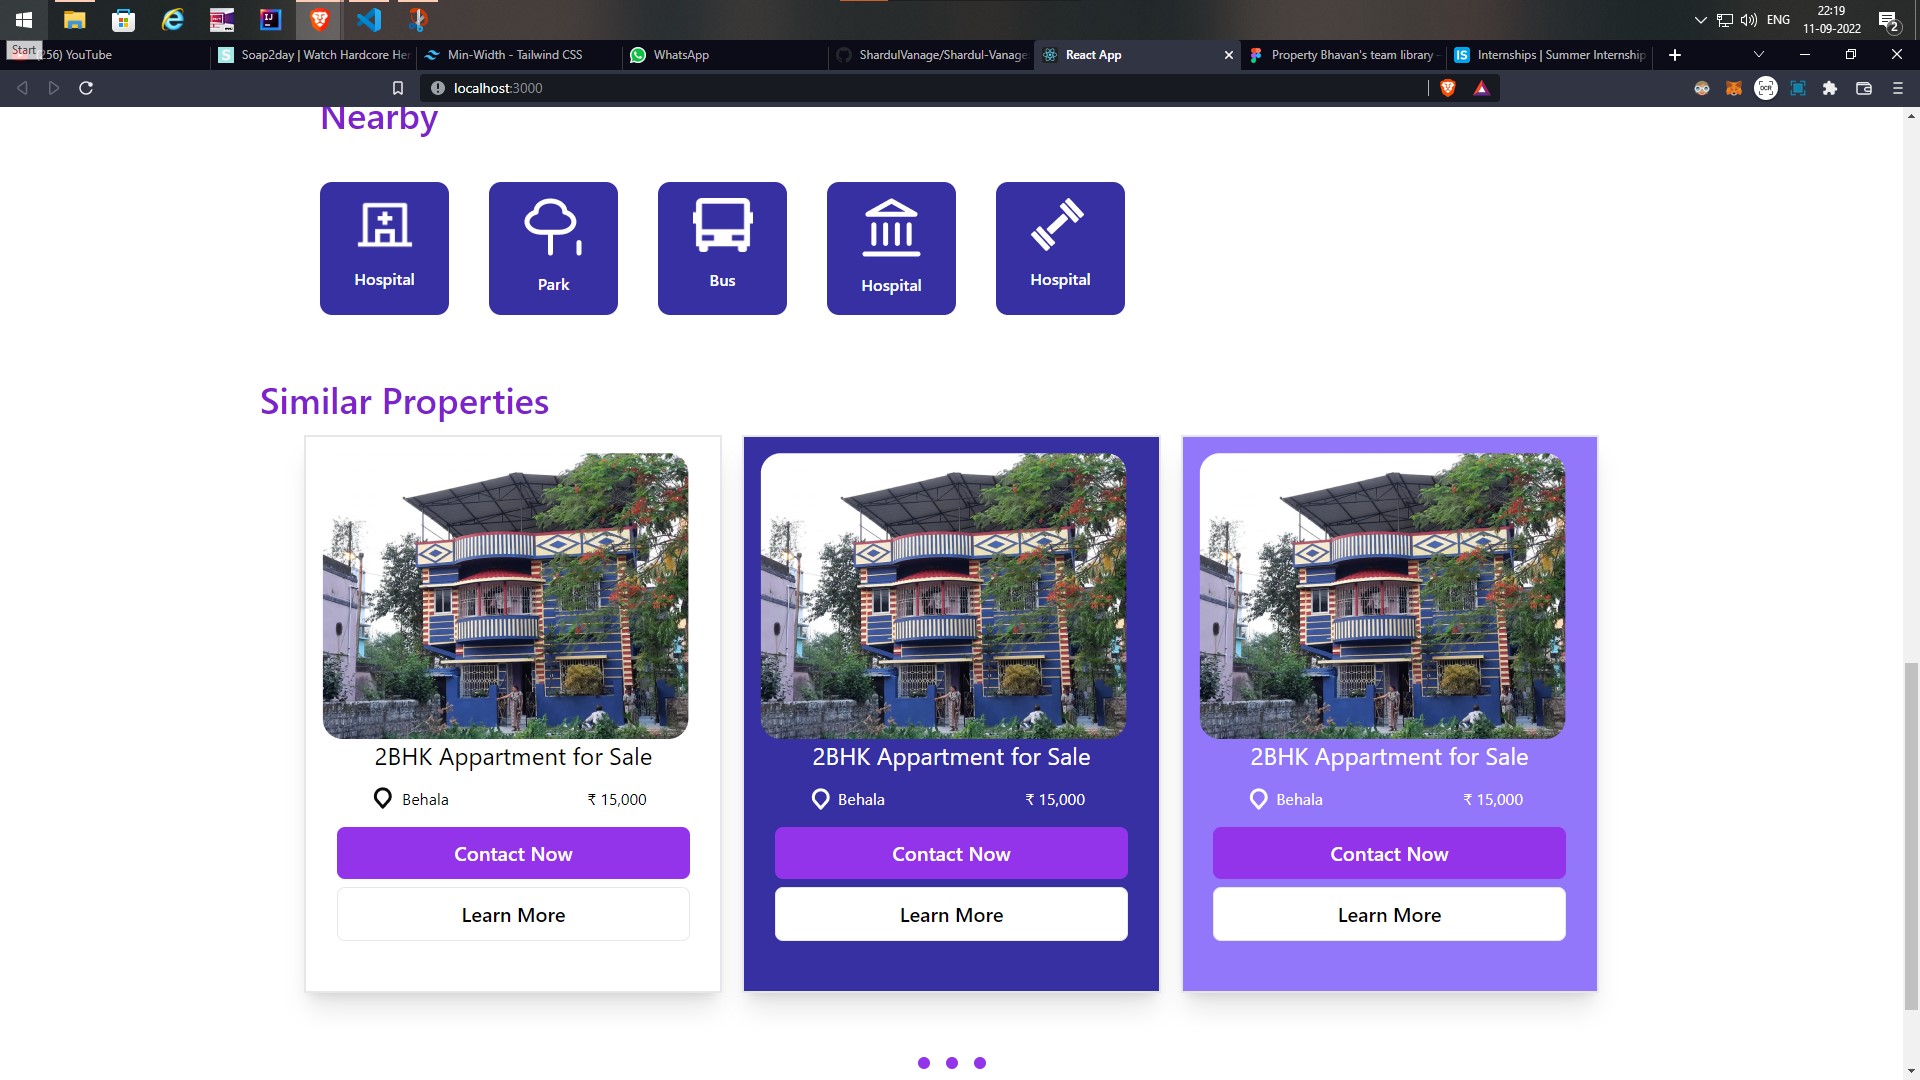 ENG
22:19
11-09-2022
2
Start
256) YouTube
Soap2day | Watch Hardcore He
Min-Width - Tailwind CSS
WhatsApp
ShardulVanage/Shardul-Vanage
React App
Property Bhavan's team library -
IS
Internships | Summer Internship
localhost:3000
OCR
Nearby
Hospital
Park
Bus
Hospital
Hospital
Similar Properties
2BHK Appartment for Sale
Behala
₹ 15,000
Contact Now
Learn More
2BHK Appartment for Sale
Behala
₹ 15,000
Contact Now
Learn More
2BHK Appartment for Sale
Behala
₹ 15,000
Contact Now
Learn More